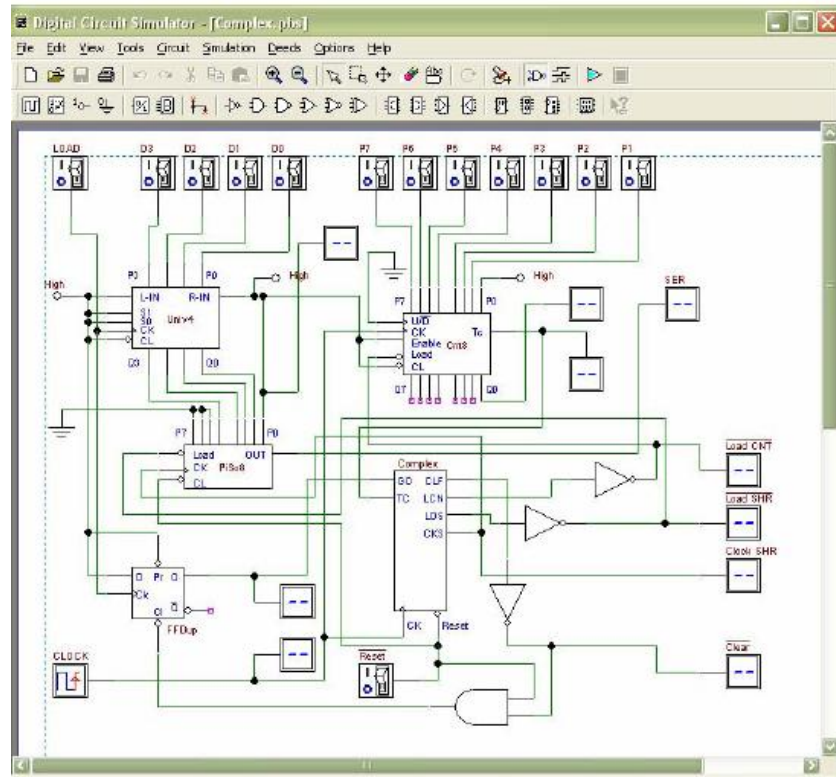 Digital Circuit Simulator - [Complex.pbs]
File Edit View Tools Circuit Simulation Deeds Options Help
LOAD D3 D2 D1 D0 P7 P6 P5 P4 P3 P2 P1
High
P3 P0
High
High
SER
L-IN R-IN
S1
S0
CK
CL
Univ4
Q3 Q0
P7 P0
U/D
CK
Enable
Load
CL
Cnt8
Tc
Q7 Q0
P7 P0
Load OUT
CK
CL
PiSo8
Complex
GO CLF
TC LCN
LDS
CKS
CK Reset
Load CNT
Load SHR
Clock SHR
Clear
D Pr Q
Ck
Cl Q
FFDup
CLOCK
Reset